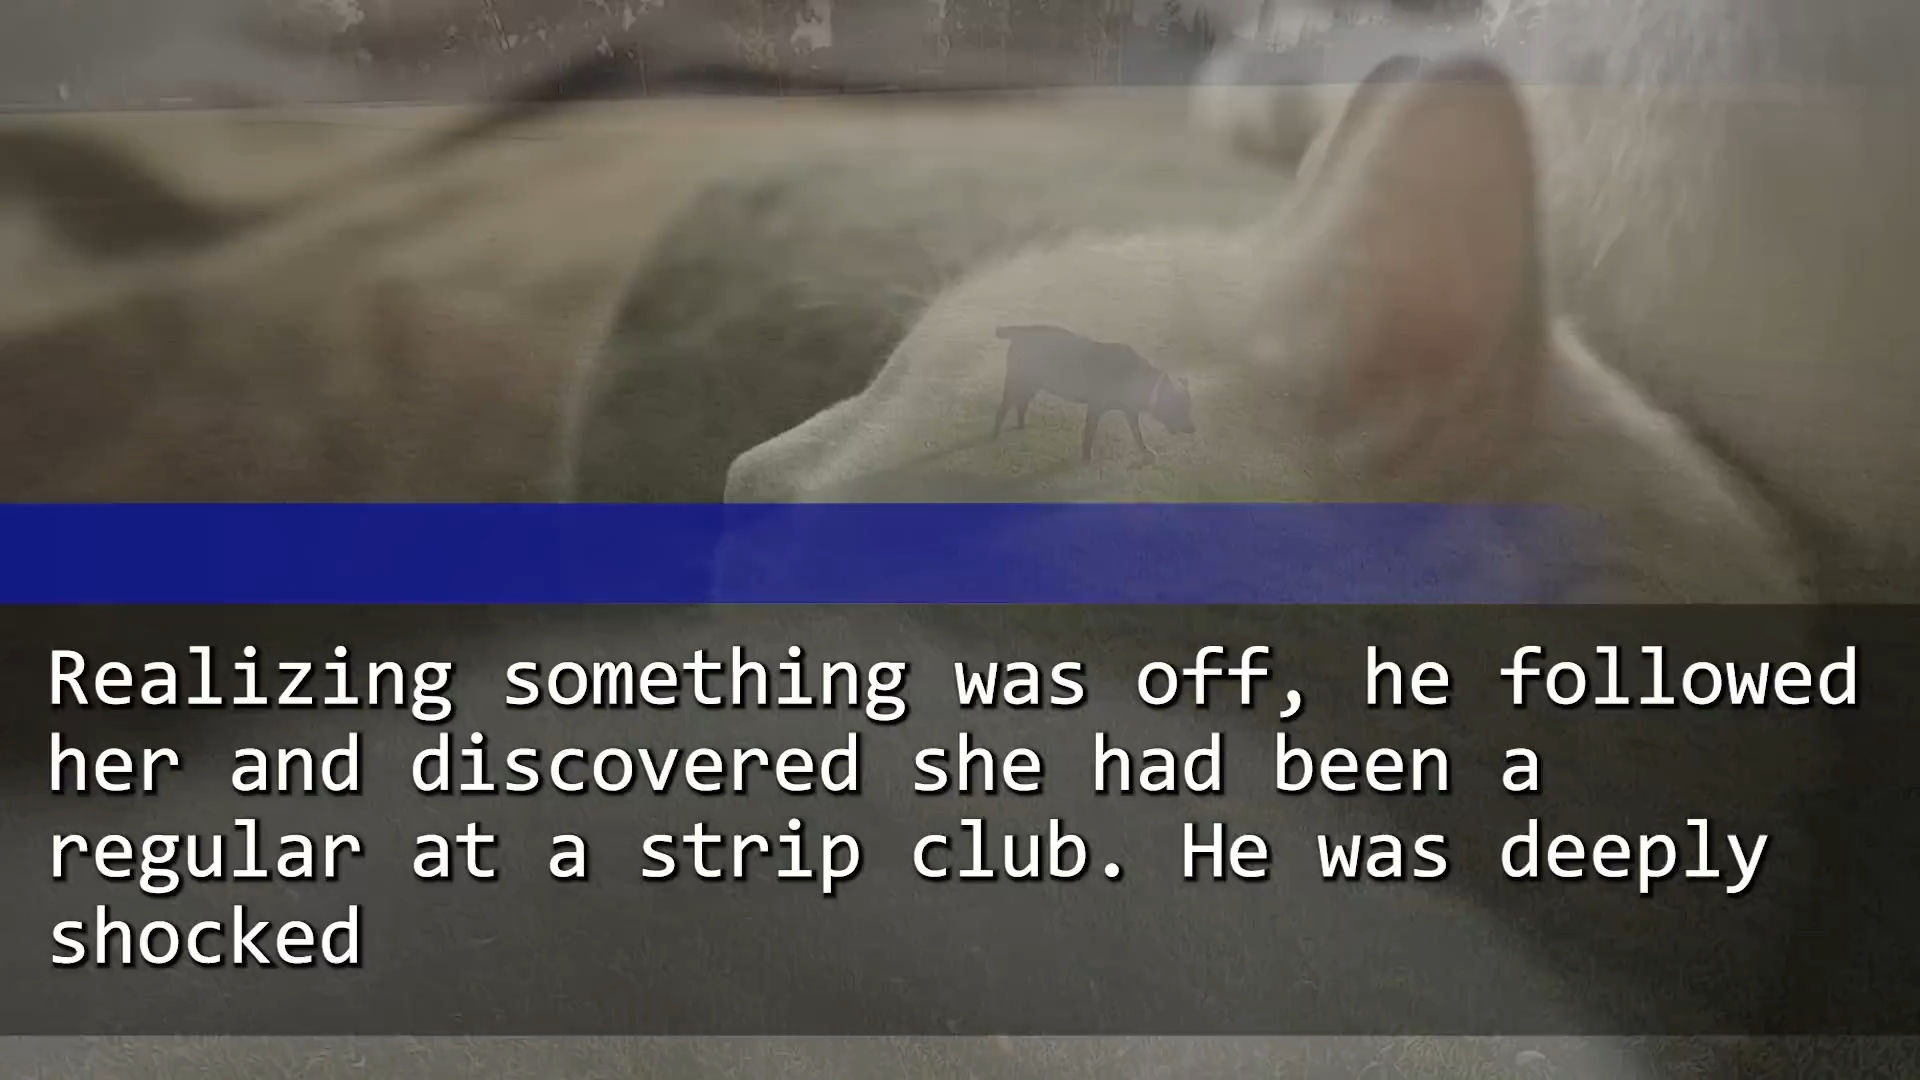 Realizing something was off, he followed
her and discovered she had been a
regular at a strip club. He was deeply
shocked